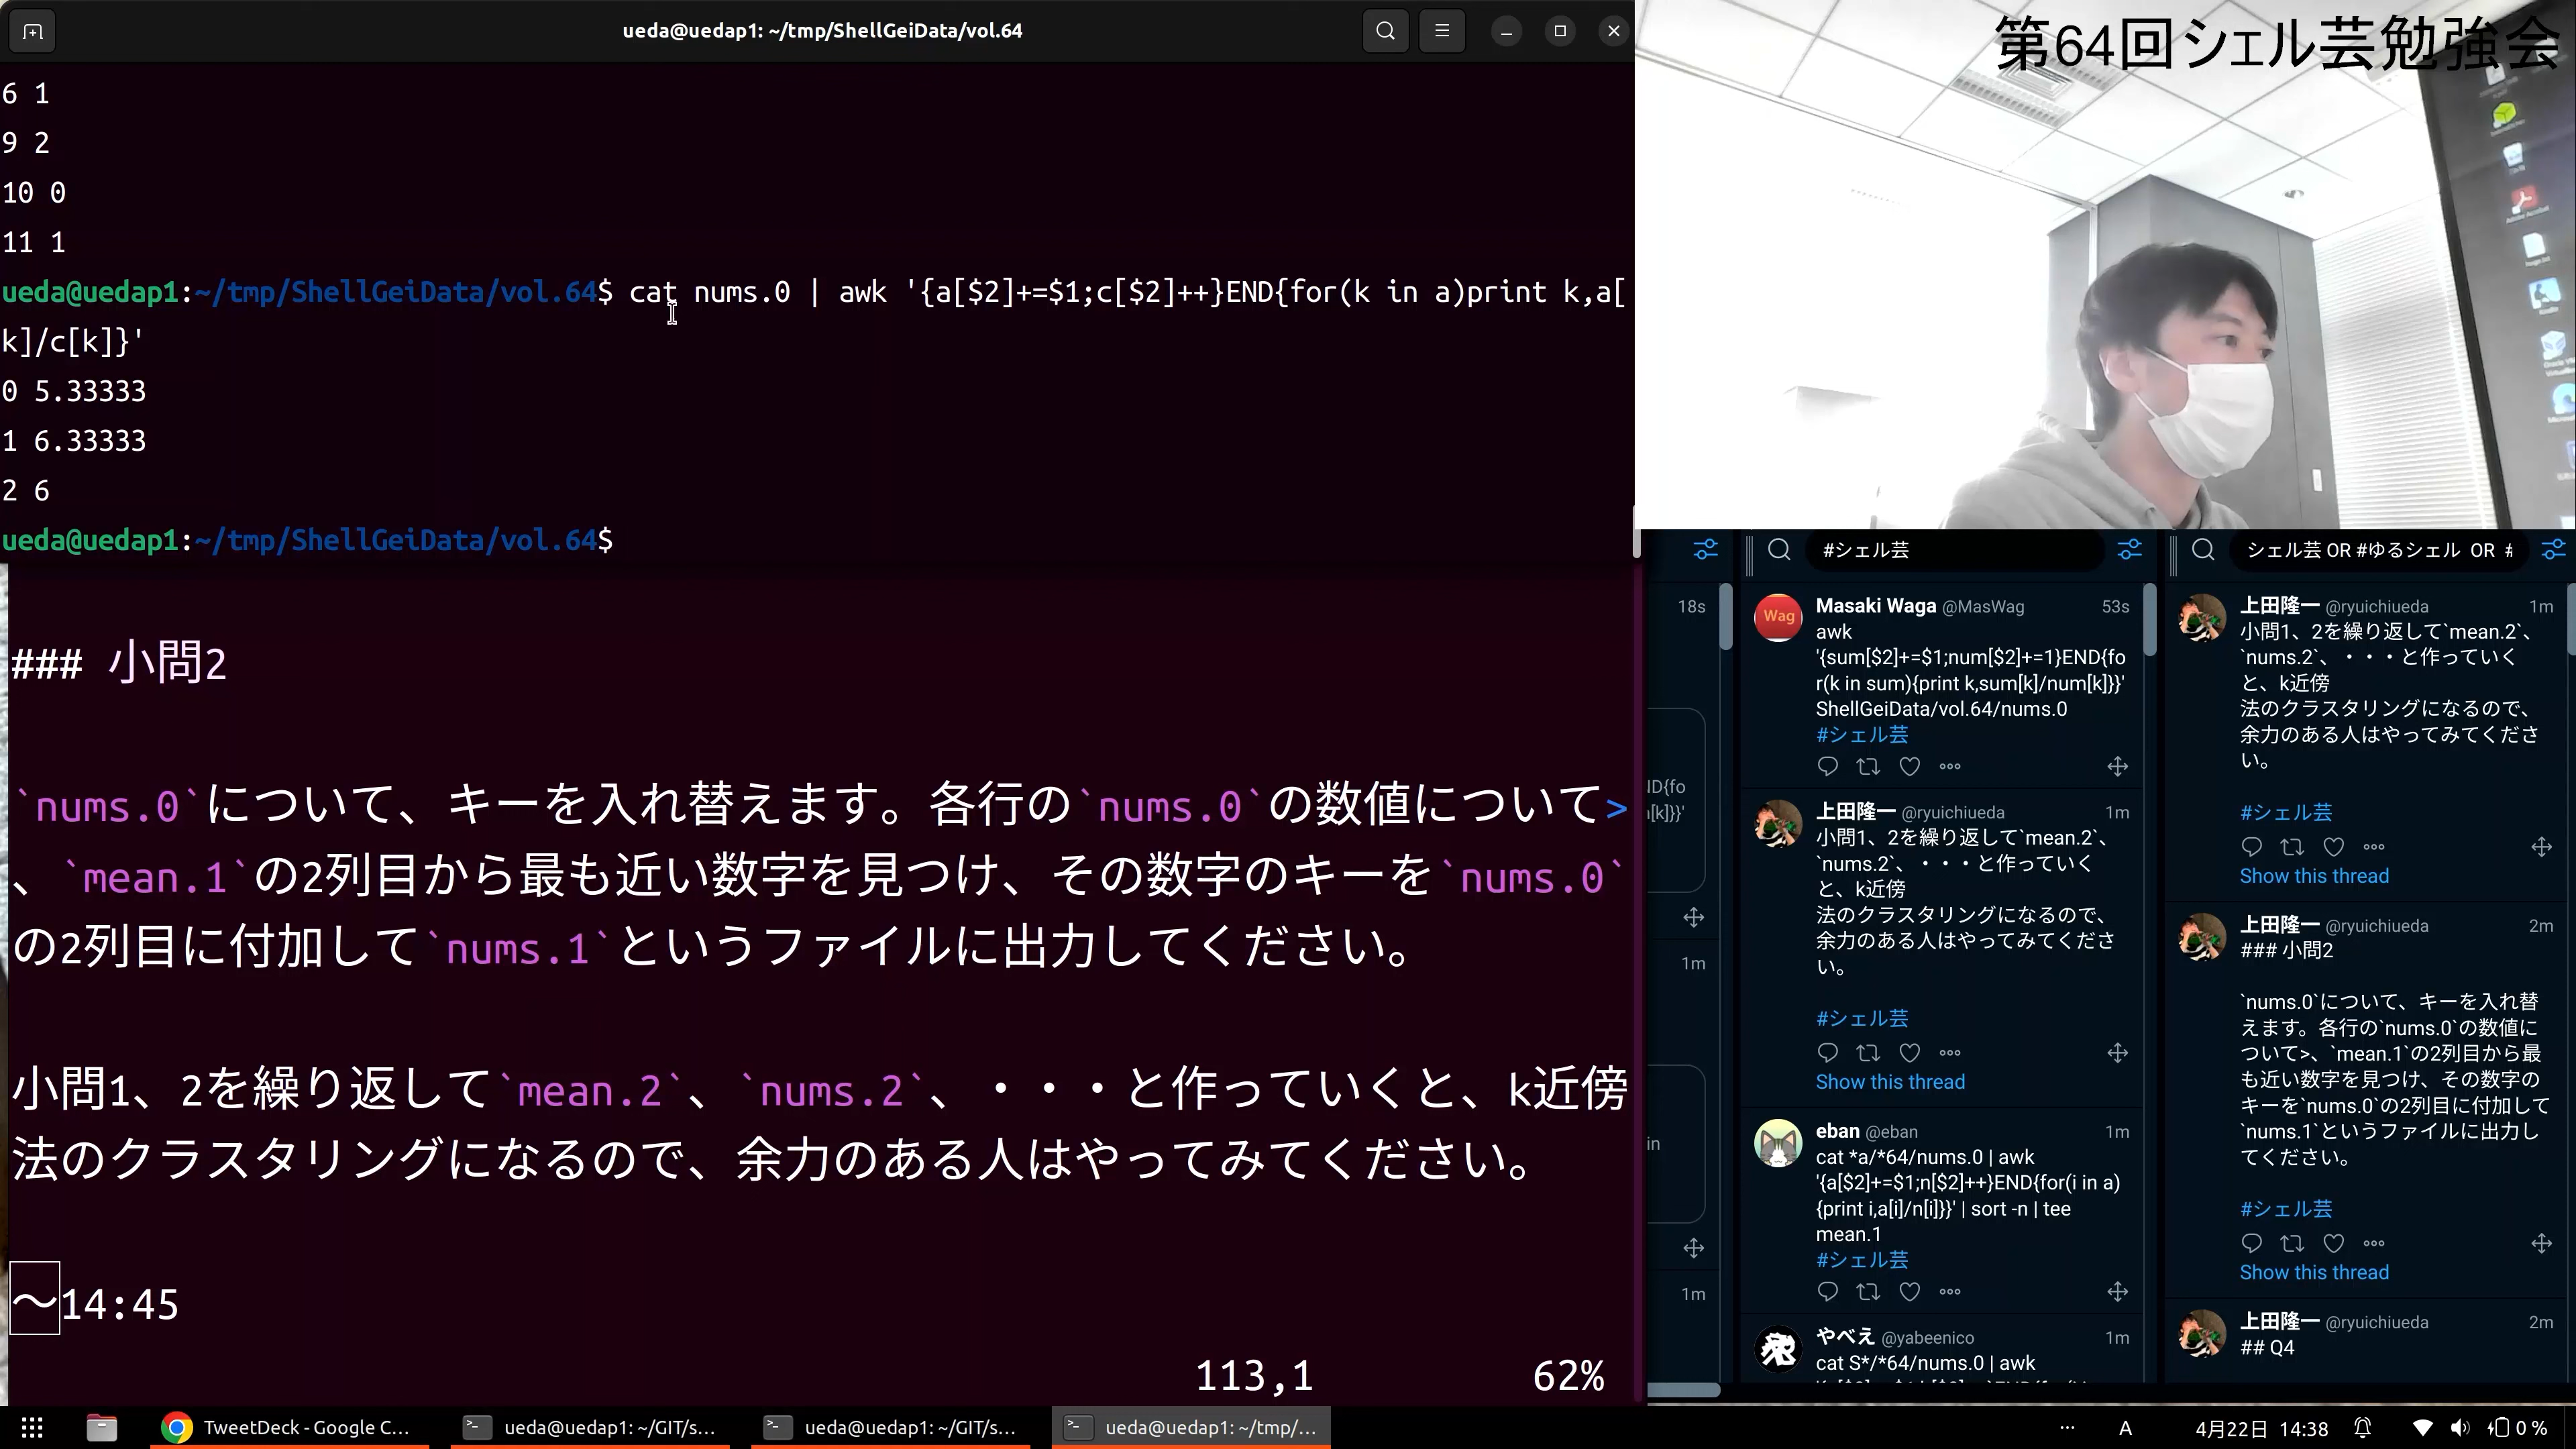 ueda@uedap1: ~/tmp/ShellGeiData/vol.64
6 1
9 2
10 0
11 1
ueda@uedap1:~/tmp/ShellGeiData/vol.64$ cat nums.0 | awk '{a[$2]+=$1;c[$2]++}END{for(k in a)print k,a[
k]/c[k]}'
0 5.33333
1 6.33333
2 6
ueda@uedap1:~/tmp/ShellGeiData/vol.64$
### 小問2
`nums.0`について、キーを入れ替えます。各行の`nums.0`の数値について>
、`mean.1`の2列目から最も近い数字を見つけ、その数字のキーを`nums.0`
の2列目に付加して`nums.1`というファイルに出力してください。
小問1、2を繰り返して`mean.2`、`nums.2`、・・・と作っていくと、k近傍
法のクラスタリングになるので、余力のある人はやってみてください。
〜14:45
113,1 62%
第64回シェル芸勉強会
18s
1m
1m
#シェル芸
Wag
Masaki Waga @MasWag 53s
awk
'{sum[$2]+=$1;num[$2]+=1}END{fo
r(k in sum){print k,sum[k]/num[k]}}'
ShellGeiData/vol.64/nums.0
#シェル芸
上田隆一 @ryuichiueda 1m
小問1、2を繰り返して`mean.2`、
`nums.2`、・・・と作っていく
と、k近傍
法のクラスタリングになるので、
余力のある人はやってみてくださ
い。
#シェル芸
Show this thread
eban @eban 1m
cat *a/*64/nums.0 | awk
'{a[$2]+=$1;n[$2]++}END{for(i in a)
{print i,a[i]/n[i]}}' | sort -n | tee
mean.1
#シェル芸
やべえ @yabeenico 1m
cat S*/*64/nums.0 | awk
シェル芸 OR #ゆるシェル OR #
上田隆一 @ryuichiueda 1m
小問1、2を繰り返して`mean.2`、
`nums.2`、・・・と作っていく
と、k近傍
法のクラスタリングになるので、
余力のある人はやってみてくださ
い。
#シェル芸
Show this thread
上田隆一 @ryuichiueda 2m
### 小問2
`nums.0`について、キーを入れ替
えます。各行の`nums.0`の数値に
ついて>、`mean.1`の2列目から最
も近い数字を見つけ、その数字の
キーを`nums.0`の2列目に付加して
`nums.1`というファイルに出力し
てください。
#シェル芸
Show this thread
上田隆一 @ryuichiueda 2m
## Q4
TweetDeck - Google C...
ueda@uedap1: ~/GIT/s...
ueda@uedap1: ~/GIT/s...
ueda@uedap1: ~/tmp/...
A
4月22日 14:38
0 %